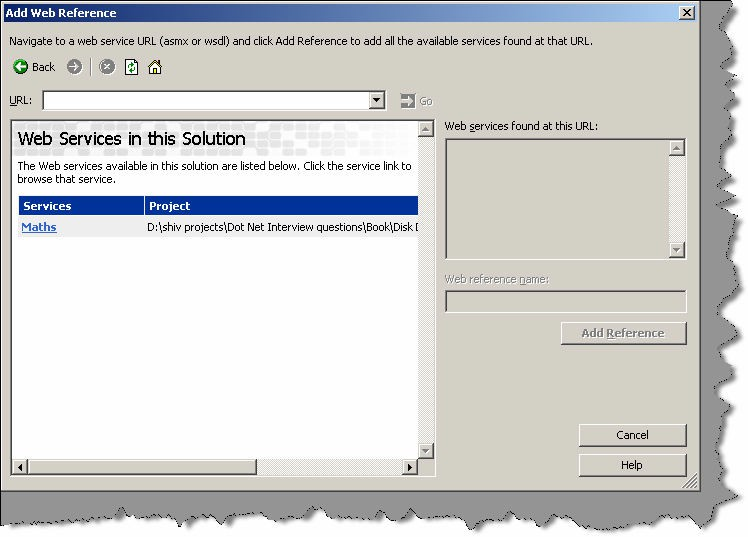 Add Web Reference
Navigate to a web service URL (asmx or wsdl) and click Add Reference to add all the available services found at that URL.
Back
URL:
Go
Web Services in this Solution
The Web services available in this solution are listed below. Click the service link to
browse that service.
Services Project
Maths D:\shiv projects\Dot Net Interview questions\Book\Disk
Web services found at this URL:
Web reference name:
Add Reference
Cancel
Help